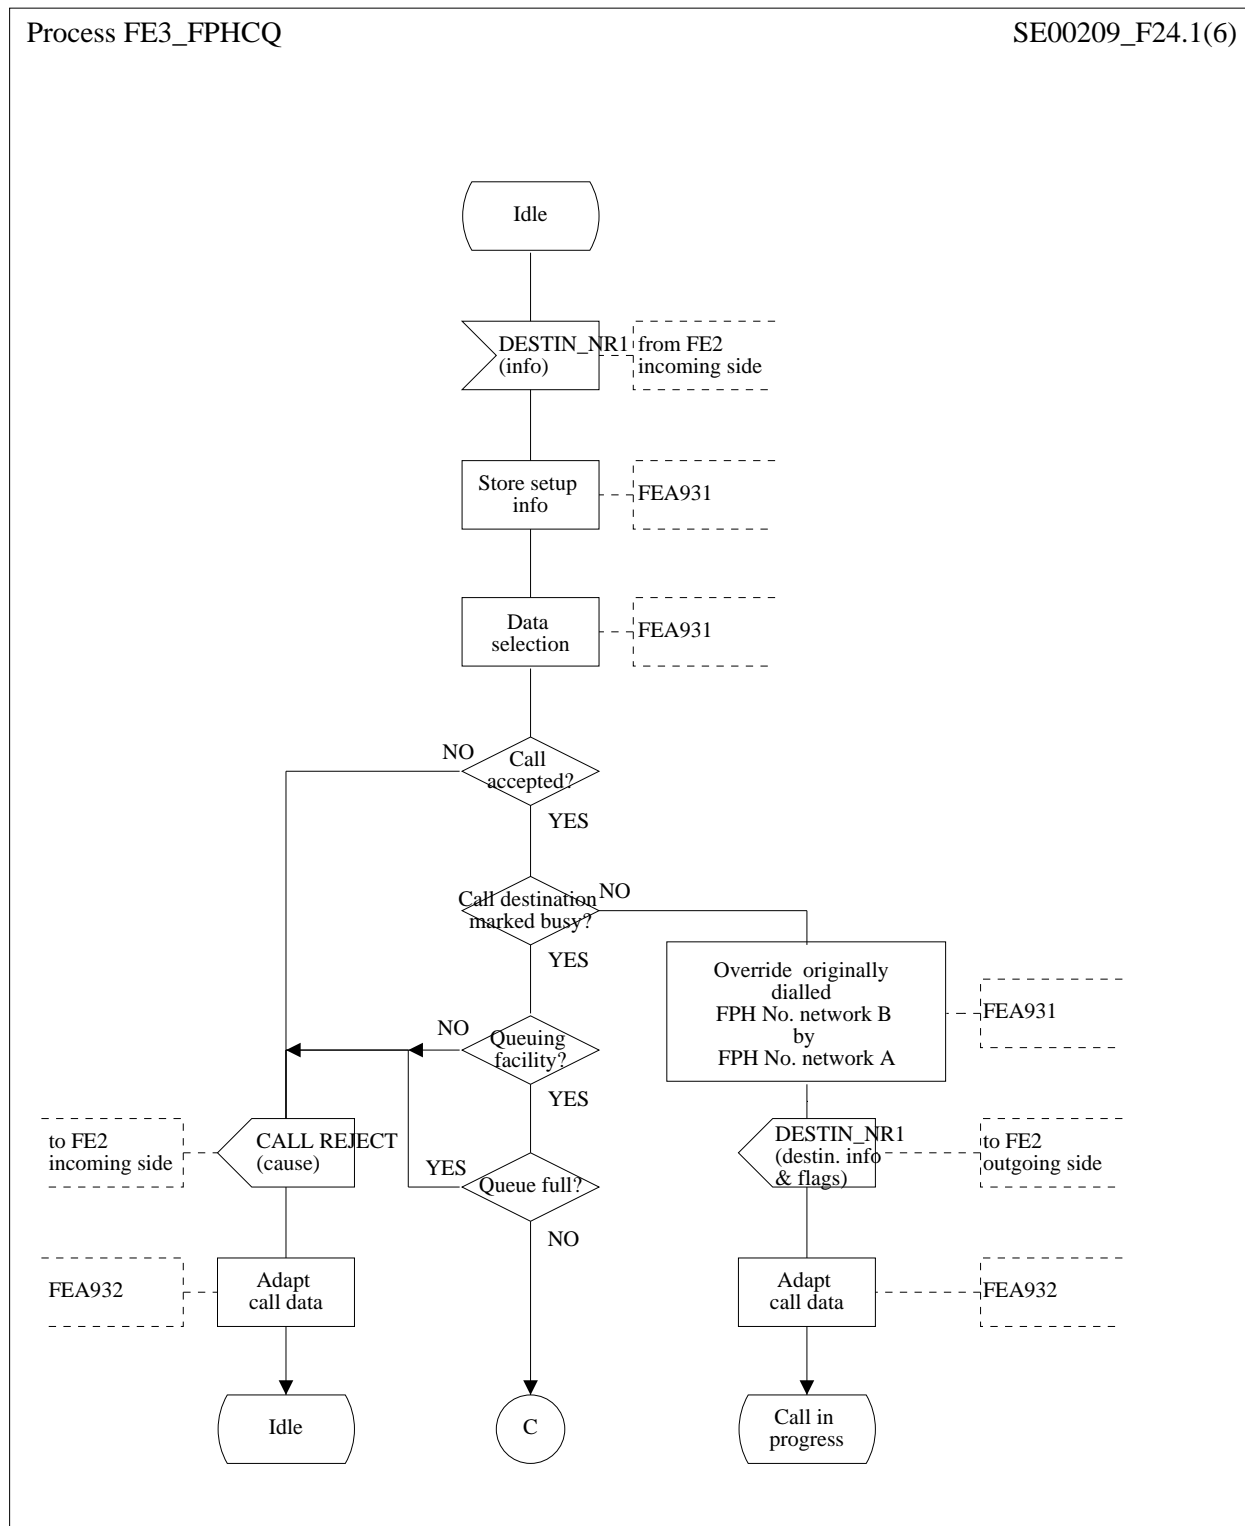 Process FE3_FPHCQ
SE00209_F24.1(6)
Idle
DESTIN_NR1
(info)
from FE2
incoming side
Store setup
info
FEA931
Data
selection
FEA931
NO
Call
accepted?
YES
Call destination
marked busy?
NO
YES
Override originally
dialled
FPH No. network B
by
FPH No. network A
FEA931
NO
Queuing
facility?
YES
to FE2
incoming side
CALL REJECT
(cause)
YES
Queue full?
NO
DESTIN_NR1
(destin. info
& flags)
to FE2
outgoing side
FEA932
Adapt
call data
Adapt
call data
FEA932
Idle
C
Call in
progress